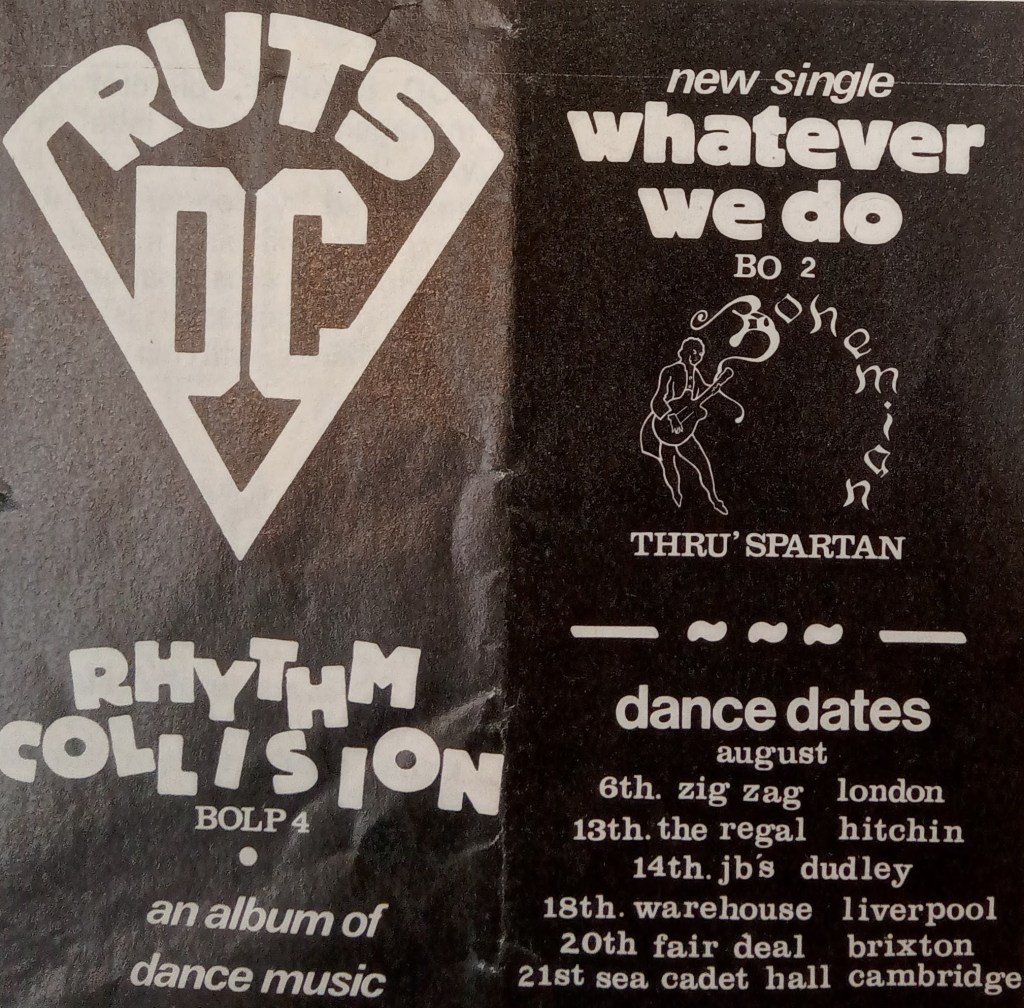 RUTS
DC
RHYTHM
COLLISION
BOLP 4
an album of
dance music
new single
whatever
we do
BO 2
Bohemian
THRU' SPARTAN
dance dates
august
6th. zig zag london
13th. the regal hitchin
14th. jb's dudley
18th. warehouse liverpool
20th fair deal brixton
21st sea cadet hall cambridge